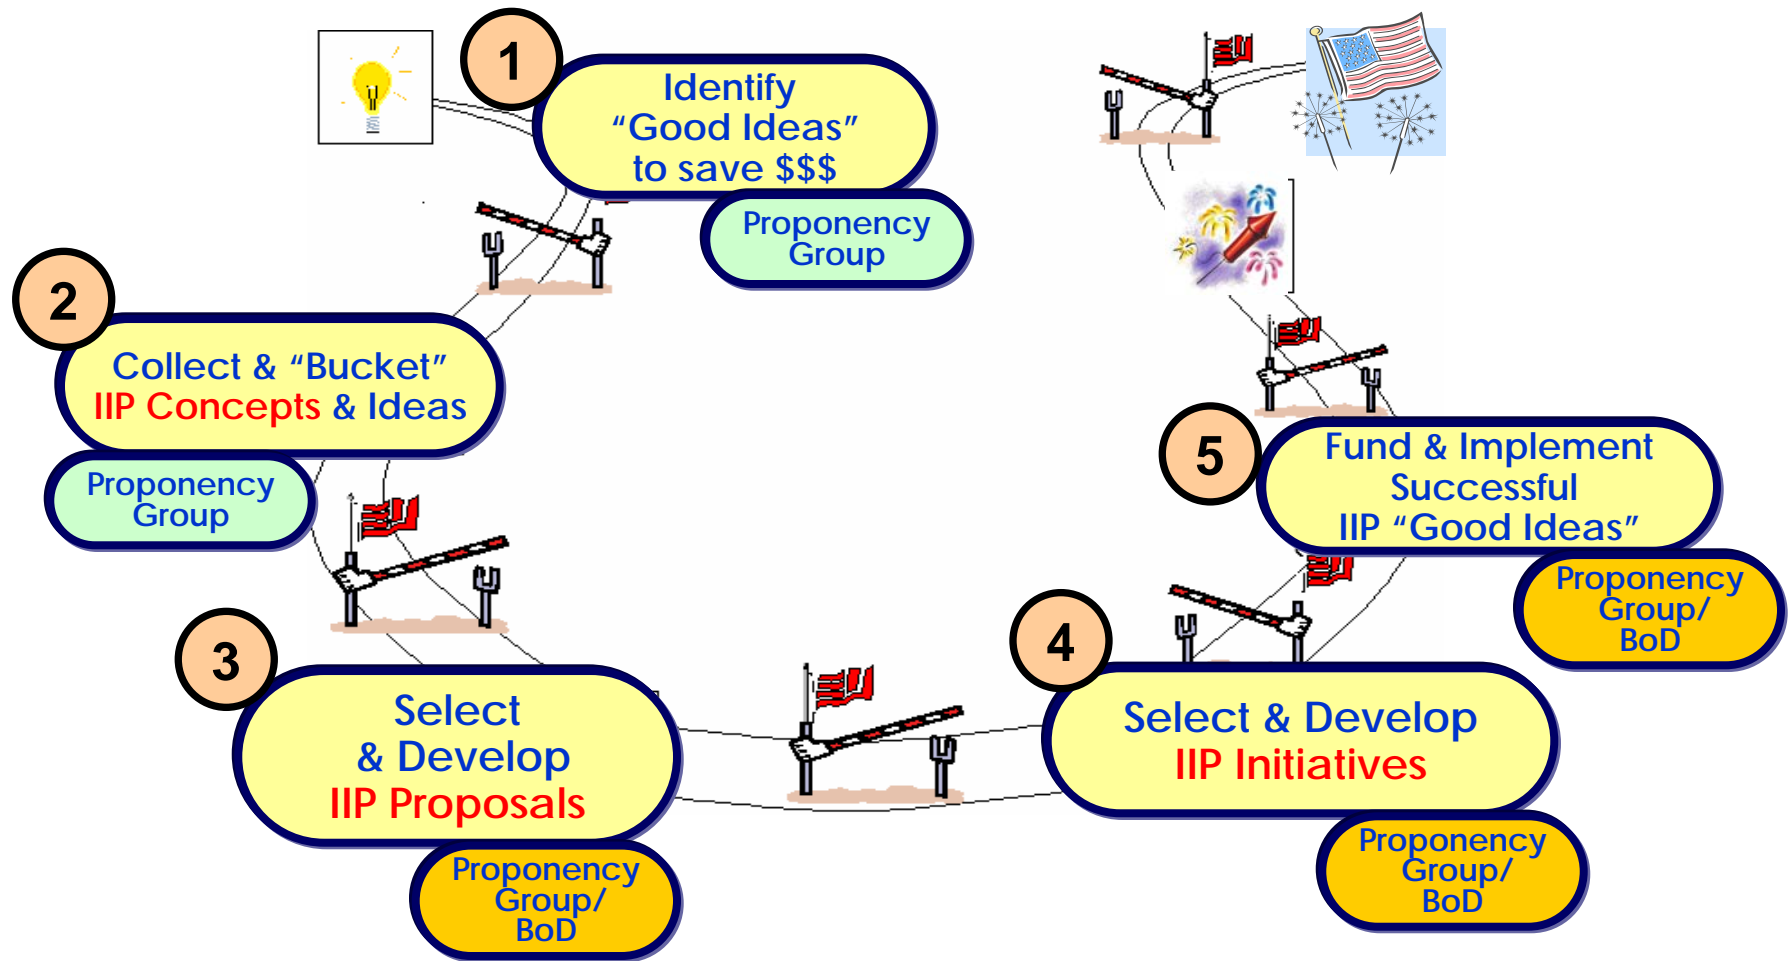 1
Identify
“Good Ideas”
to save $$$
Proponency
Group
2
Collect & “Bucket”
IIP Concepts & Ideas
Proponency
Group
3
Select
& Develop
IIP Proposals
Proponency
Group/
BoD
4
Select & Develop
IIP Initiatives
Proponency
Group/
BoD
5
Fund & Implement
Successful
IIP “Good Ideas”
Proponency
Group/
BoD